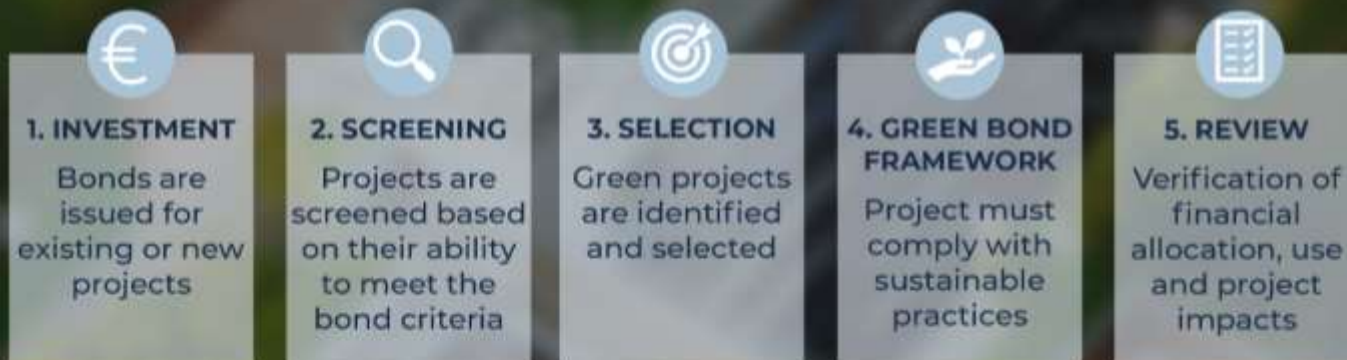 €
1. INVESTMENT
Bonds are
issued for
existing or new
projects
2. SCREENING
Projects are
screened based
on their ability
to meet the
bond criteria
3. SELECTION
Green projects
are identified
and selected
4. GREEN BOND
FRAMEWORK
Project must
comply with
sustainable
practices
5. REVIEW
Verification of
financial
allocation, use
and project
impacts